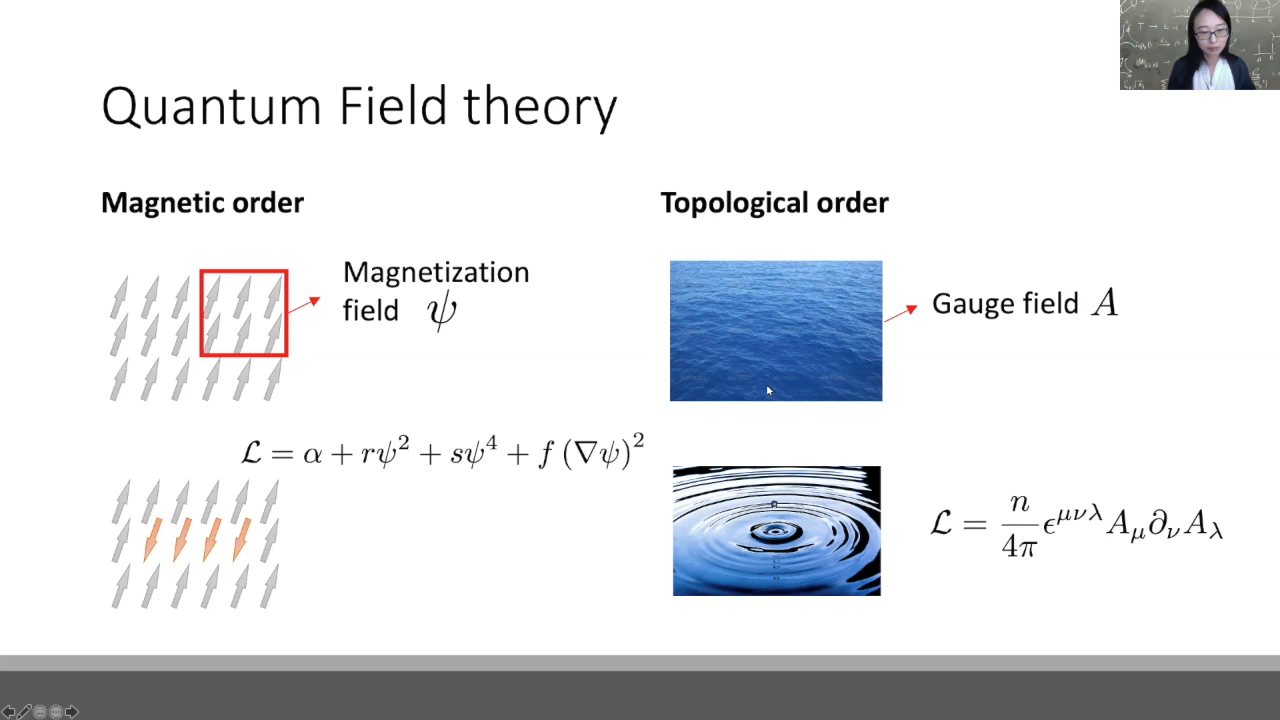 Quantum Field theory
Magnetic order
Magnetization
field ψ
ℒ = α + rψ² + sψ⁴ + f (∇ψ)²
Topological order
Gauge field A
ℒ = n/4π ϵ^{μνλ} A_μ ∂_ν A_λ